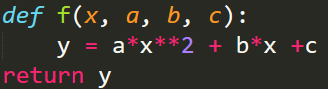 def f(x, a, b, c):
    y = a*x**2 + b*x +c
return y